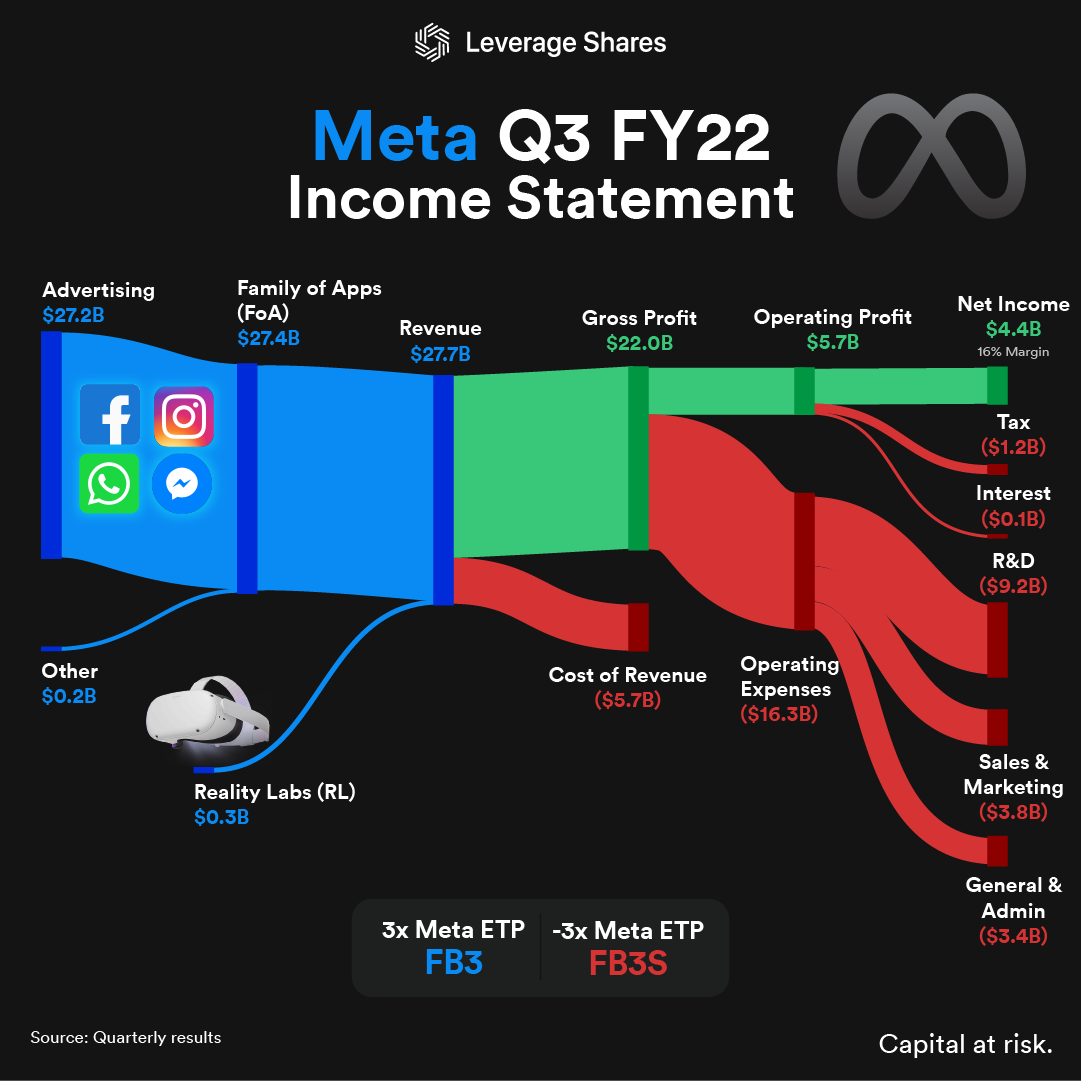 Leverage Shares
Meta Q3 FY22
Income Statement
Advertising
$27.2B
Family of Apps
(FoA)
$27.4B
Revenue
$27.7B
Gross Profit
$22.0B
Operating Profit
$5.7B
Net Income
$4.4B
16% Margin
Tax
($1.2B)
Interest
($0.1B)
R&D
($9.2B)
Other
$0.2B
Reality Labs (RL)
$0.3B
Cost of Revenue
($5.7B)
Operating
Expenses
($16.3B)
Sales &
Marketing
($3.8B)
General &
Admin
($3.4B)
3x Meta ETP
FB3
-3x Meta ETP
FB3S
Source: Quarterly results
Capital at risk.